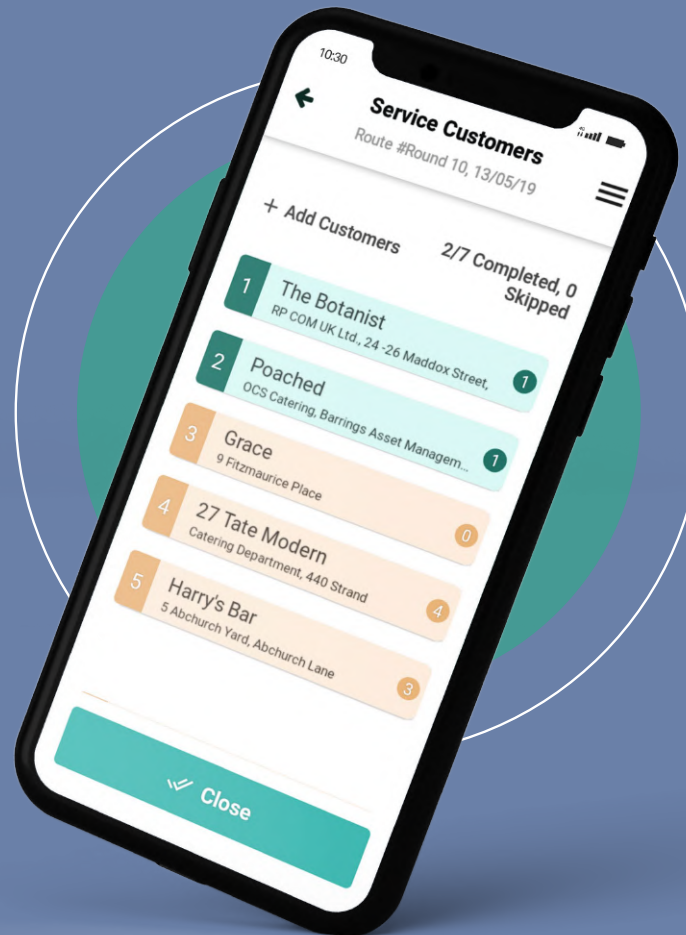 10:30
4G
Service Customers
Route #Round 10, 13/05/19
+ Add Customers
2/7 Completed, 0
Skipped
1
The Botanist
RP COM UK Ltd., 24 -26 Maddox Street,
1
2
Poached
OCS Catering, Barrings Asset Managem...
1
3
Grace
9 Fitzmaurice Place
0
4
27 Tate Modern
Catering Department, 440 Strand
4
5
Harry's Bar
5 Abchurch Yard, Abchurch Lane
3
Close